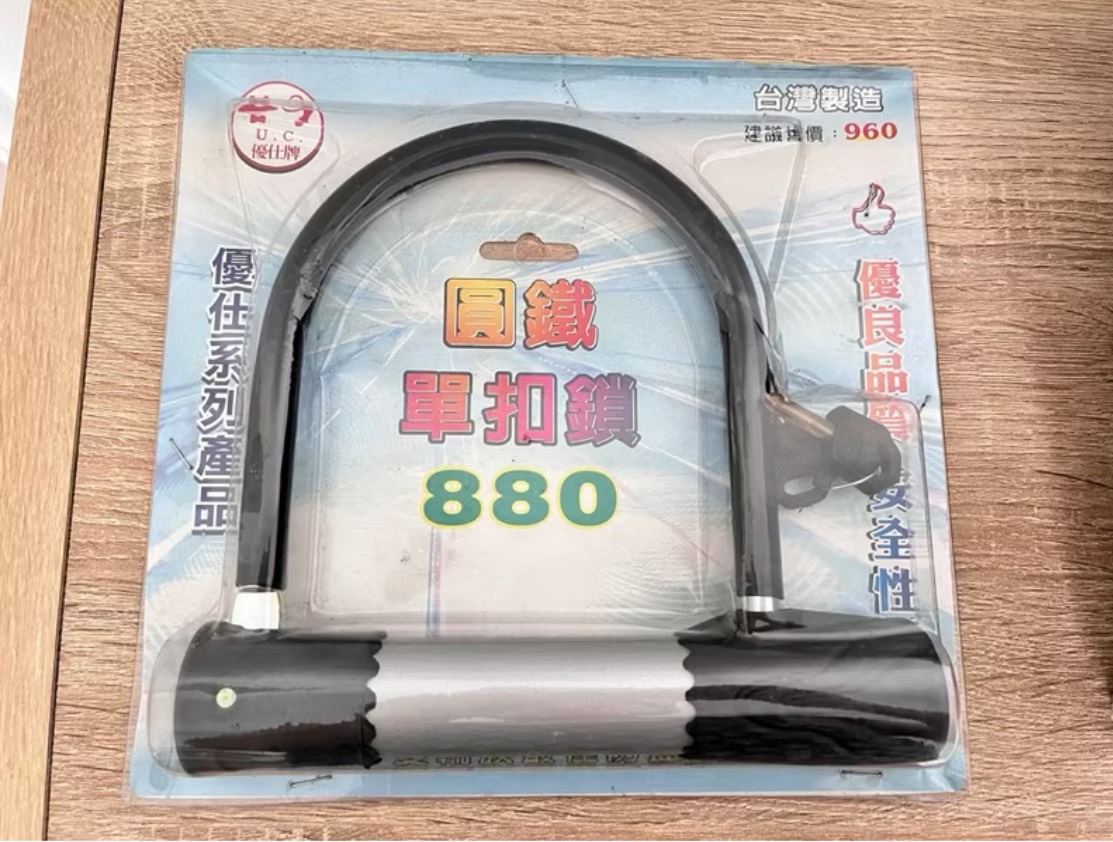 U.C.
優仕牌
台灣製造
建議售價：960
圓鐵
單扣鎖
880
優仕系列產品
優良品質
安全性